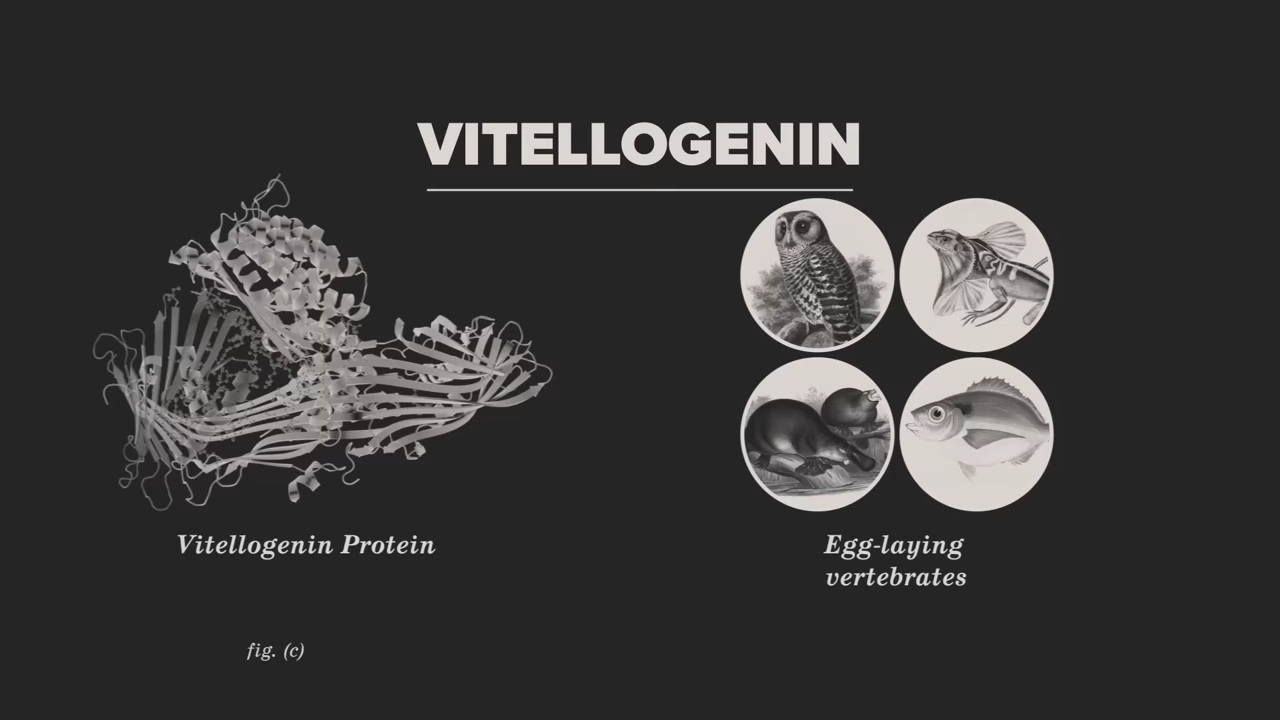 VITELLOGENIN
Vitellogenin Protein
Egg-laying
vertebrates
fig. (c)